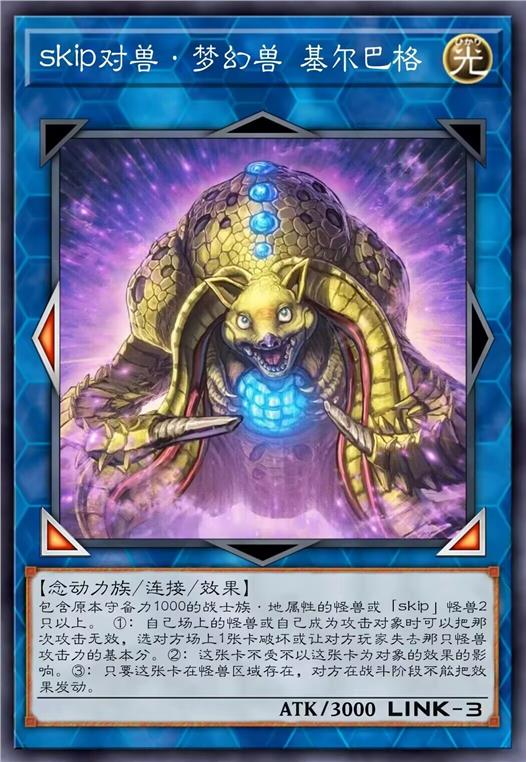 skip对兽·梦幻兽 基尔巴格
ひかり
光
【念动力族/连接/效果】
包含原本守备力1000的战士族·地属性的怪兽或「skip」怪兽2
只以上。 ①：自己场上的怪兽或自己成为攻击对象时可以把那
次攻击无效，选对方场上1张卡破坏或让对方玩家失去那只怪兽
攻击力的基本分。②：这张卡不受不以这张卡为对象的效果的影
响。③：只要这张卡在怪兽区域存在，对方在战斗阶段不能把效
果发动。
ATK/3000 LINK-3